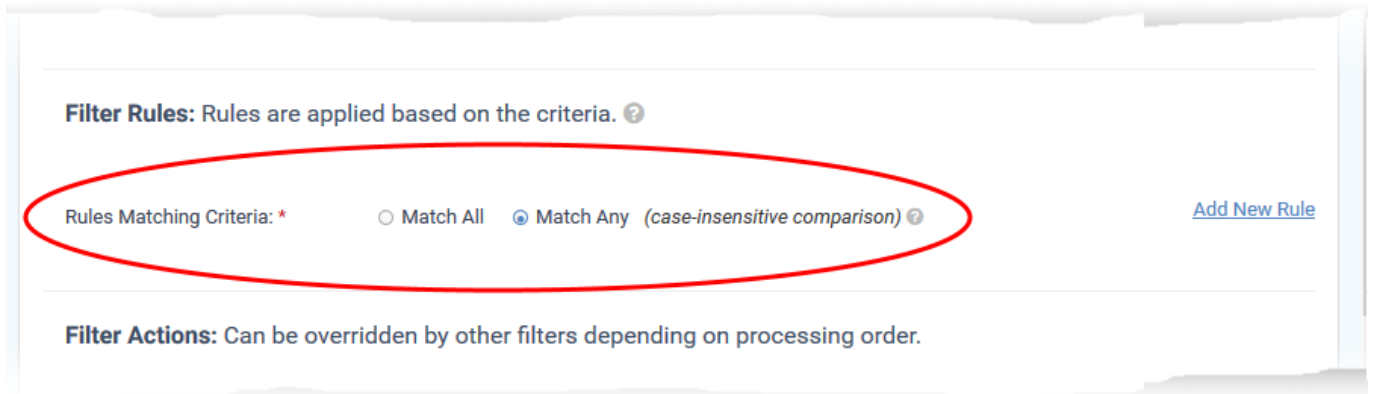 Filter Rules: Rules are applied based on the criteria. ?
Rules Matching Criteria: * Match All Match Any (case-insensitive comparison) ? Add New Rule
Filter Actions: Can be overridden by other filters depending on processing order.